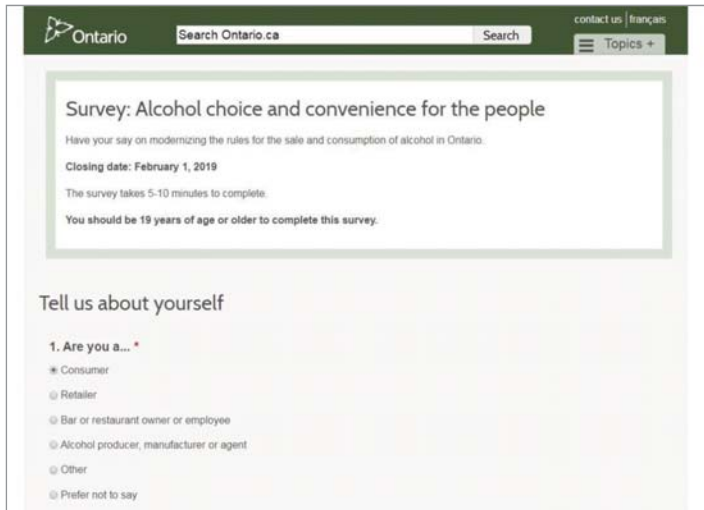 contact us | français
Ontario
Search Ontario.ca
Search
Topics +
Survey: Alcohol choice and convenience for the people
Have your say on modernizing the rules for the sale and consumption of alcohol in Ontario.
Closing date: February 1, 2019
The survey takes 5-10 minutes to complete.
You should be 19 years of age or older to complete this survey.
Tell us about yourself
1. Are you a... *
Consumer
Retailer
Bar or restaurant owner or employee
Alcohol producer, manufacturer or agent
Other
Prefer not to say